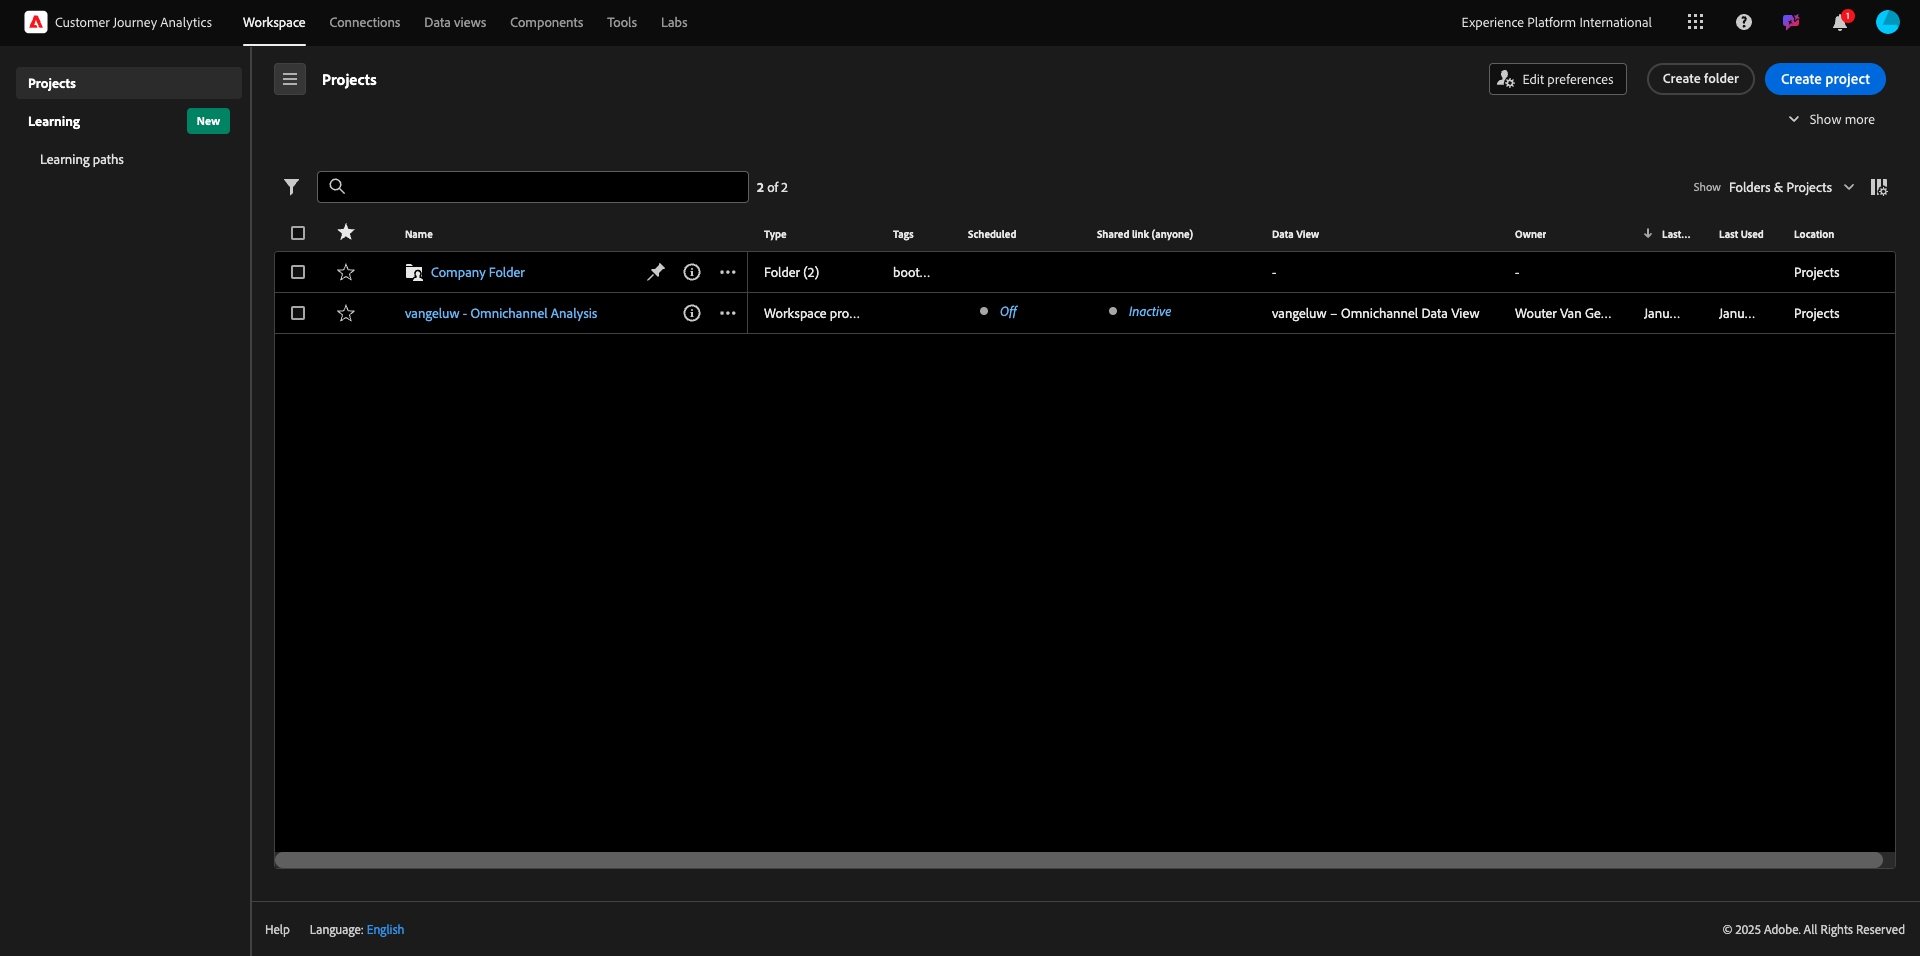 Customer Journey Analytics Workspace Connections Data views Components Tools Labs Experience Platform International 1
Projects
Learning New
Learning paths
Projects Edit preferences Create folder Create project
Show more
2 of 2 Show Folders & Projects
Name Type Tags Scheduled Shared link (anyone) Data View Owner Last... Last Used Location
Company Folder Folder (2) boot... - - Projects
vangeluw - Omnichannel Analysis Workspace pro... Off Inactive vangeluw – Omnichannel Data View Wouter Van Ge... Janu... Janu... Projects
Help Language: English © 2025 Adobe. All Rights Reserved